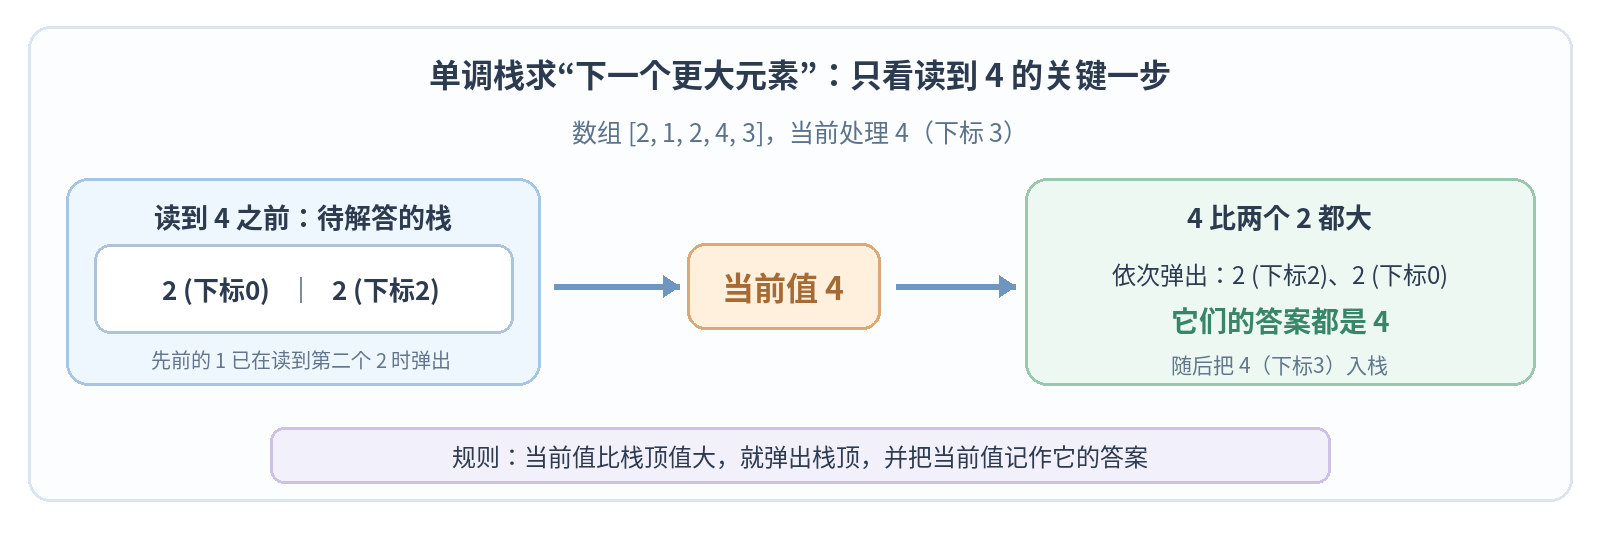 单调栈求“下一个更大元素”：只看读到 4 的关键一步
数组 [2, 1, 2, 4, 3]，当前处理 4（下标 3）
读到 4 之前：待解答的栈
2 (下标0) ｜ 2 (下标2)
先前的 1 已在读到第二个 2 时弹出
当前值 4
4 比两个 2 都大
依次弹出：2 (下标2)、2 (下标0)
它们的答案都是 4
随后把 4（下标3）入栈
规则：当前值比栈顶值大，就弹出栈顶，并把当前值记作它的答案